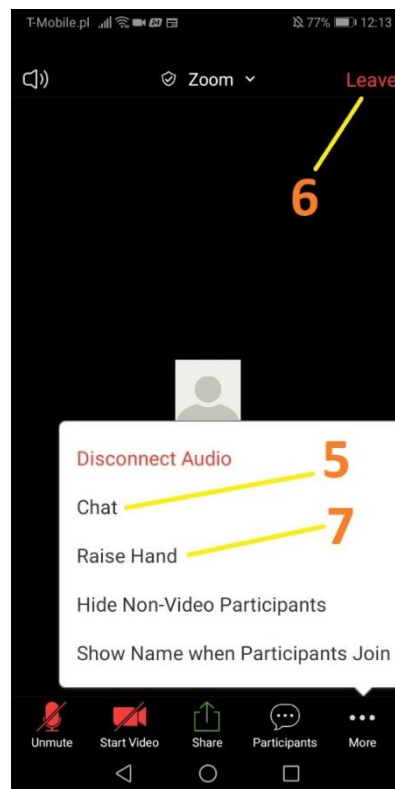 T-Mobile.pl 77% 12:13
Zoom Leave
6
Disconnect Audio
5
Chat
7
Raise Hand
Hide Non-Video Participants
Show Name when Participants Join
Unmute Start Video Share Participants More